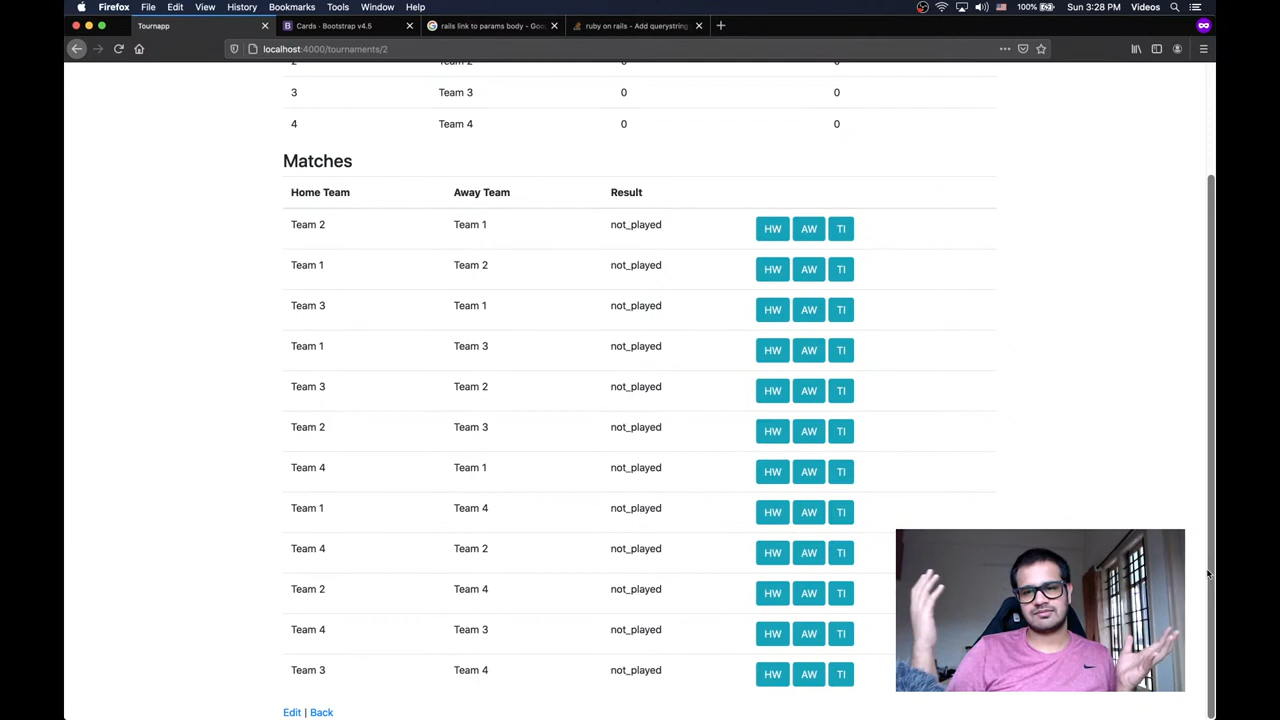 Firefox File Edit View History Bookmarks Tools Window Help 100% Sun 3:28 PM Videos
Tournapp Cards · Bootstrap v4.5 rails link to params body - Goo ruby on rails - Add querystring
localhost:4000/tournaments/2
2 Team 2 0 0
3 Team 3 0 0
4 Team 4 0 0
Matches
Home Team Away Team Result
Team 2 Team 1 not_played HW AW TI
Team 1 Team 2 not_played HW AW TI
Team 3 Team 1 not_played HW AW TI
Team 1 Team 3 not_played HW AW TI
Team 3 Team 2 not_played HW AW TI
Team 2 Team 3 not_played HW AW TI
Team 4 Team 1 not_played HW AW TI
Team 1 Team 4 not_played HW AW TI
Team 4 Team 2 not_played HW AW TI
Team 2 Team 4 not_played HW AW TI
Team 4 Team 3 not_played HW AW TI
Team 3 Team 4 not_played HW AW TI
Edit | Back